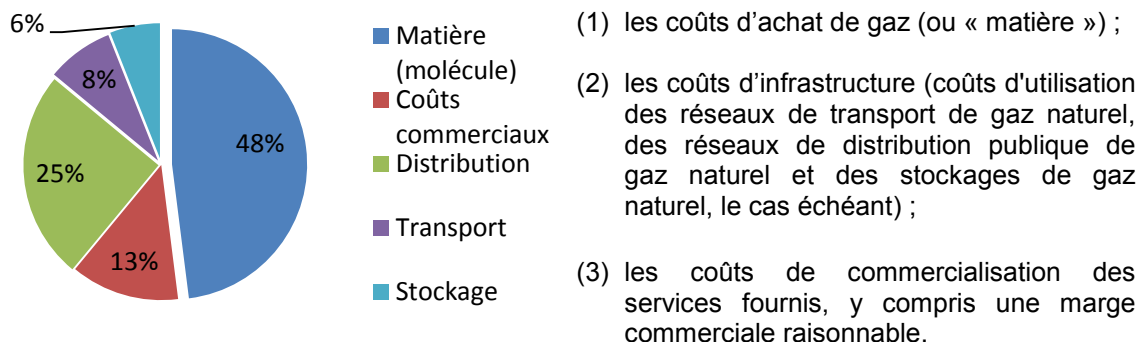 6%
8%
25%
13%
48%
Matière
(molécule)
Coûts
commerciaux
Distribution
Transport
Stockage
(1) les coûts d’achat de gaz (ou « matière ») ;
(2) les coûts d’infrastructure (coûts d'utilisation
des réseaux de transport de gaz naturel,
des réseaux de distribution publique de
gaz naturel et des stockages de gaz
naturel, le cas échéant) ;
(3) les coûts de commercialisation des
services fournis, y compris une marge
commerciale raisonnable.